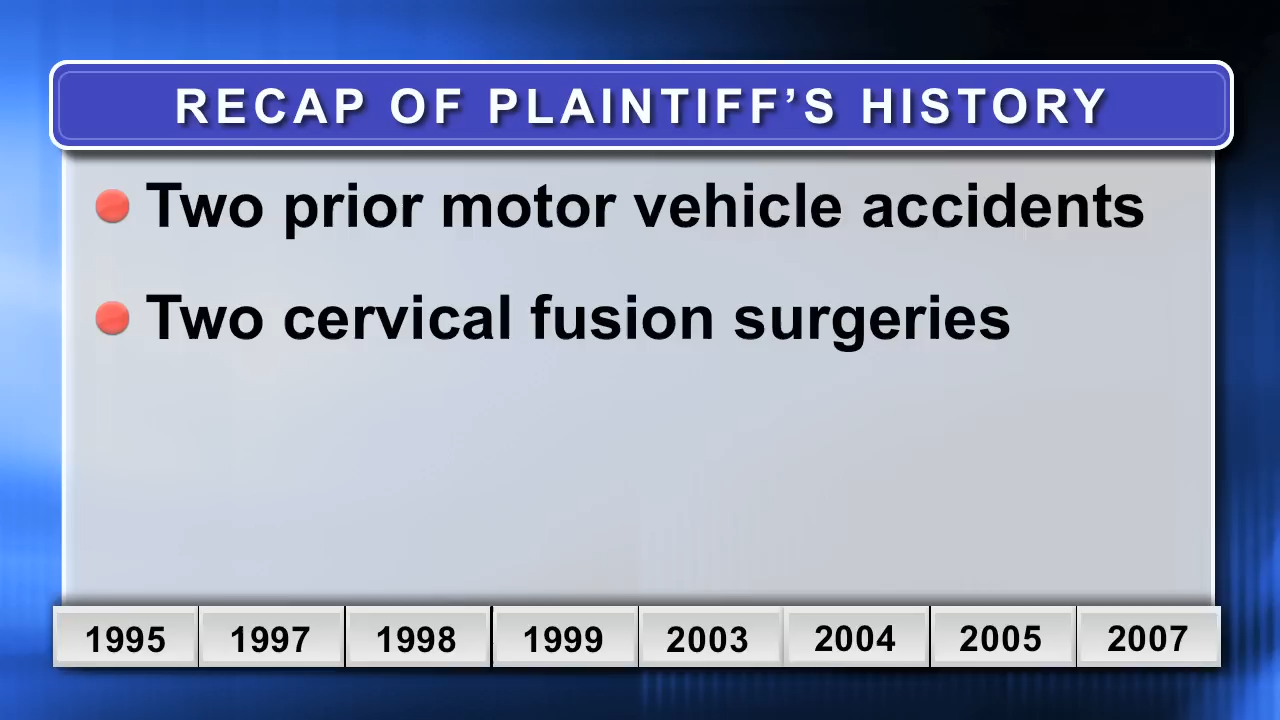 RECAP OF PLAINTIFF’S HISTORY
Two prior motor vehicle accidents
Two cervical fusion surgeries
1995 1997 1998 1999 2003 2004 2005 2007